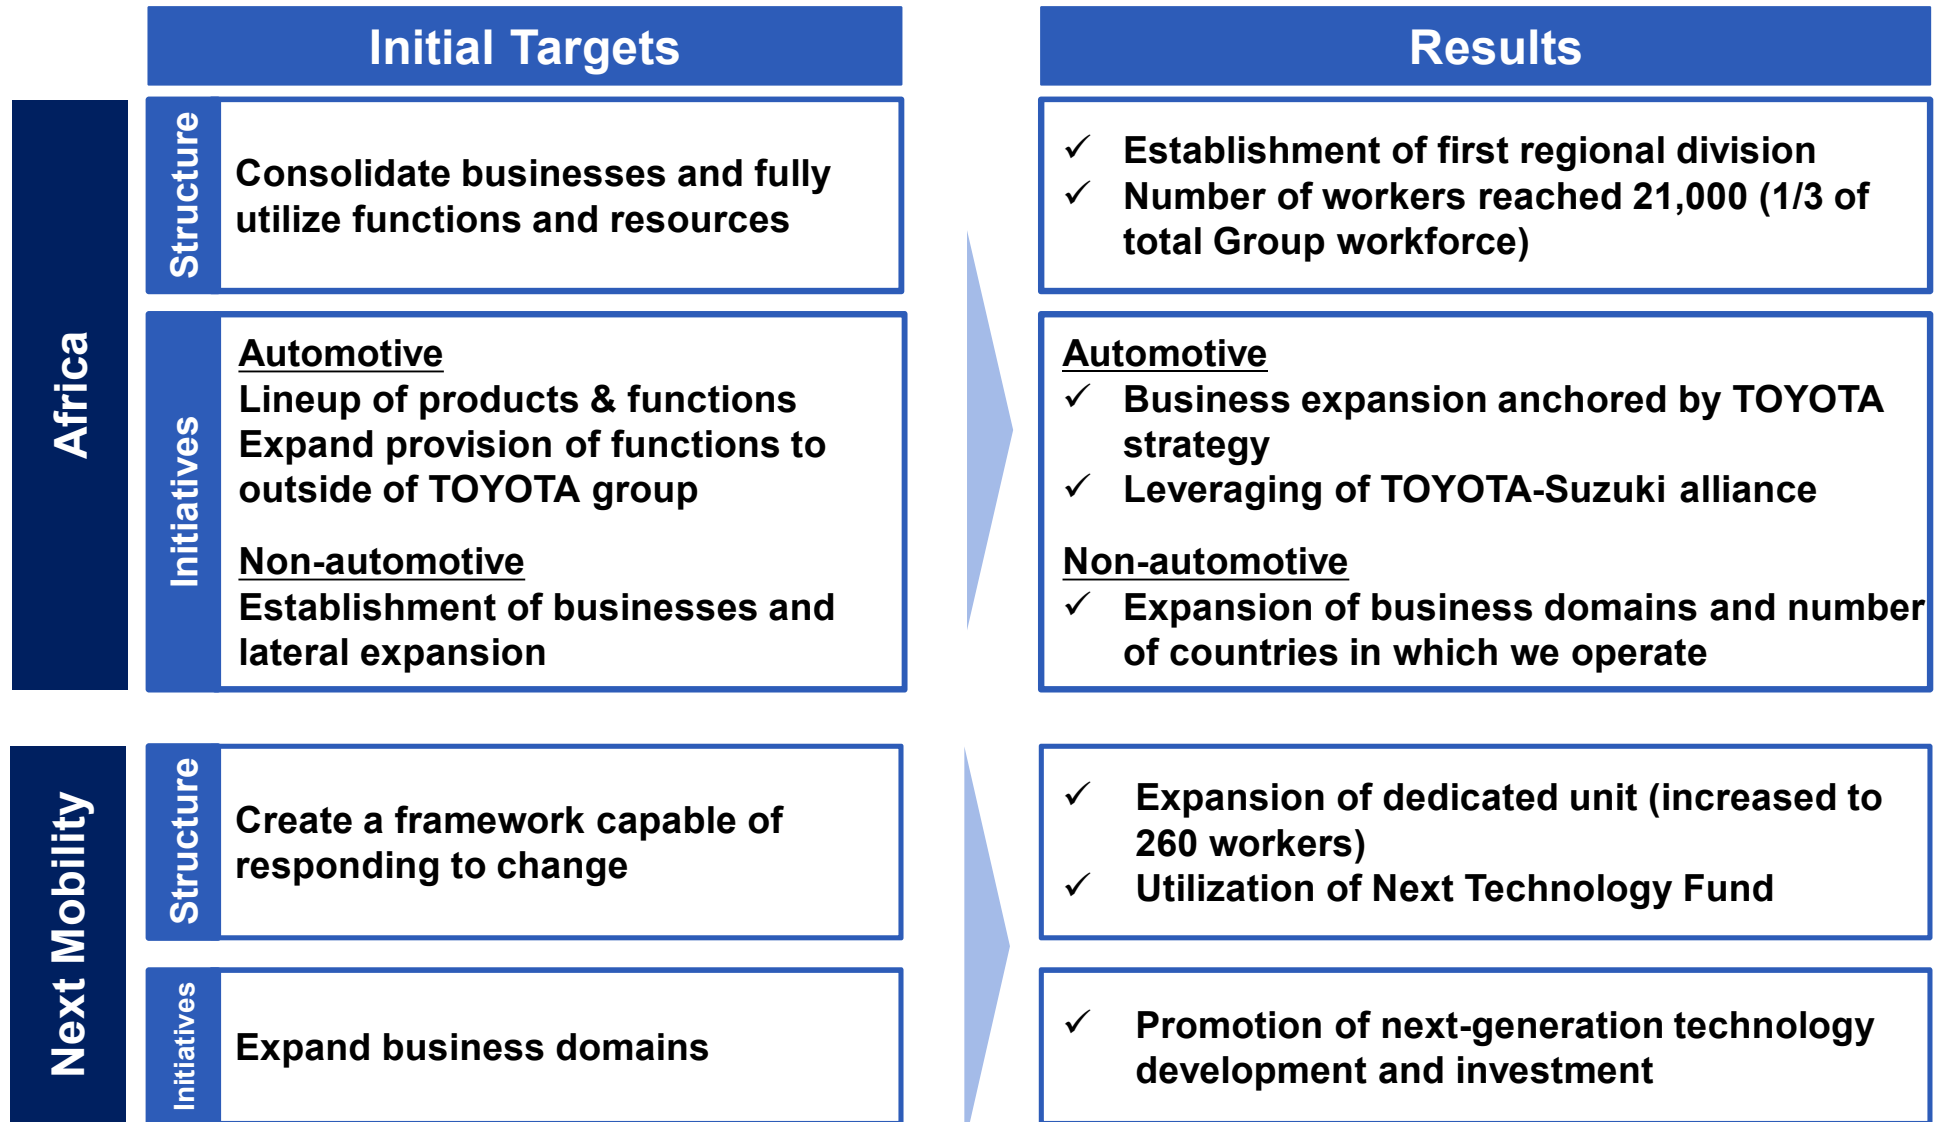 Initial Targets
Results
Africa
Structure
Consolidate businesses and fully
utilize functions and resources
✓ Establishment of first regional division
✓ Number of workers reached 21,000 (1/3 of
total Group workforce)
Initiatives
Automotive
Lineup of products & functions
Expand provision of functions to
outside of TOYOTA group
Non-automotive
Establishment of businesses and
lateral expansion
Automotive
✓ Business expansion anchored by TOYOTA
strategy
✓ Leveraging of TOYOTA-Suzuki alliance
Non-automotive
✓ Expansion of business domains and number
of countries in which we operate
Next Mobility
Structure
Create a framework capable of
responding to change
✓ Expansion of dedicated unit (increased to
260 workers)
✓ Utilization of Next Technology Fund
Initiatives
Expand business domains
✓ Promotion of next-generation technology
development and investment